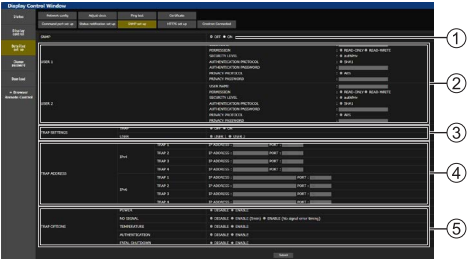 Display Control Window
Status
Network config
Adjust clock
Ping test
Certificate
Command port set up
Status notification set up
SNMP set up
HTTPS set up
Crestron Connected
Display control
Detailed set up
Change password
Download
SNMP : OFF ON
1
USER 1
PERMISSION : READ-ONLY READ-WRITE
SECURITY LEVEL : authPriv
AUTHENTICATION PROTOCOL : SHA1
AUTHENTICATION PASSWORD :
PRIVACY PROTOCOL : AES
PRIVACY PASSWORD :
2
USER 2
USER NAME :
PERMISSION : READ-ONLY READ-WRITE
SECURITY LEVEL : authPriv
AUTHENTICATION PROTOCOL : SHA1
AUTHENTICATION PASSWORD :
PRIVACY PROTOCOL : AES
PRIVACY PASSWORD :
TRAP SETTINGS
TRAP : OFF ON
USER : USER 1 USER 2
3
TRAP ADDRESS
IPv4
TRAP 1 IP ADDRESS : PORT :
TRAP 2 IP ADDRESS : PORT :
TRAP 3 IP ADDRESS : PORT :
TRAP 4 IP ADDRESS : PORT :
4
IPv6
TRAP 1 IP ADDRESS : PORT :
TRAP 2 IP ADDRESS : PORT :
TRAP 3 IP ADDRESS : PORT :
TRAP 4 IP ADDRESS : PORT :
TRAP OPTIONS
POWER : DISABLE ENABLE
NO SIGNAL : DISABLE ENABLE (Error) ENABLE (No signal error Wrong)
TEMPERATURE : DISABLE ENABLE
AUTHENTICATION : DISABLE ENABLE
FATAL SHUTDOWN : DISABLE ENABLE
5